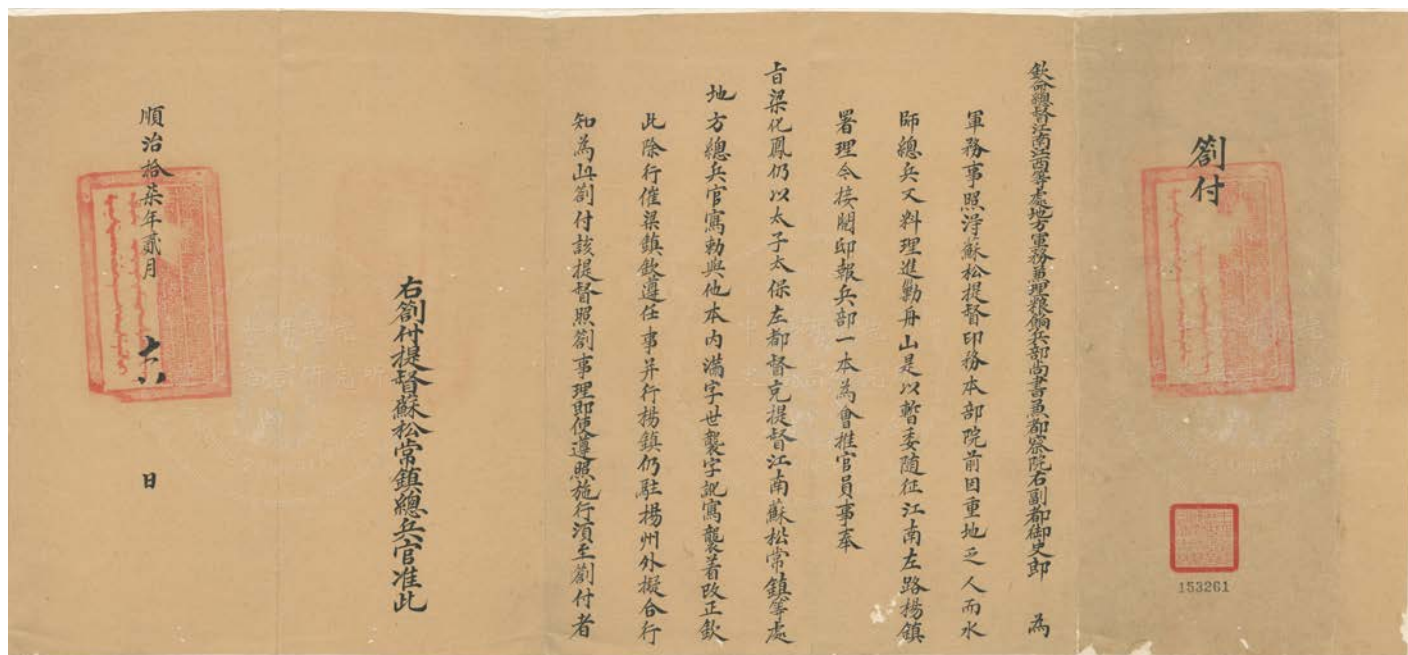 劄付
欽命總督江南江西等處地方軍務兼理粮餉兵部尚書兼都察院右副都御史郎　為
軍務事照淂蘇松提督印務本部院前因重地乏人而水
師總兵又料理進勦舟山是以暫委隨征江南左路楊鎮
署理今接閱邸報兵部一本為會推官員事奉
㫖梁化鳳仍以太子太保左都督充提督江南蘇松常鎮等處
地方總兵官寫勅與他本内滿字世襲字訛寫襲著改正欽
此除行催梁鎮欽遵任事并行楊鎮仍駐揚州外擬合行
知為此劄付該提督照劄事理即便遵照施行湏至劄付者
右劄付提督蘇松常鎮總兵官准此
順治拾柒年貳月
日
153261